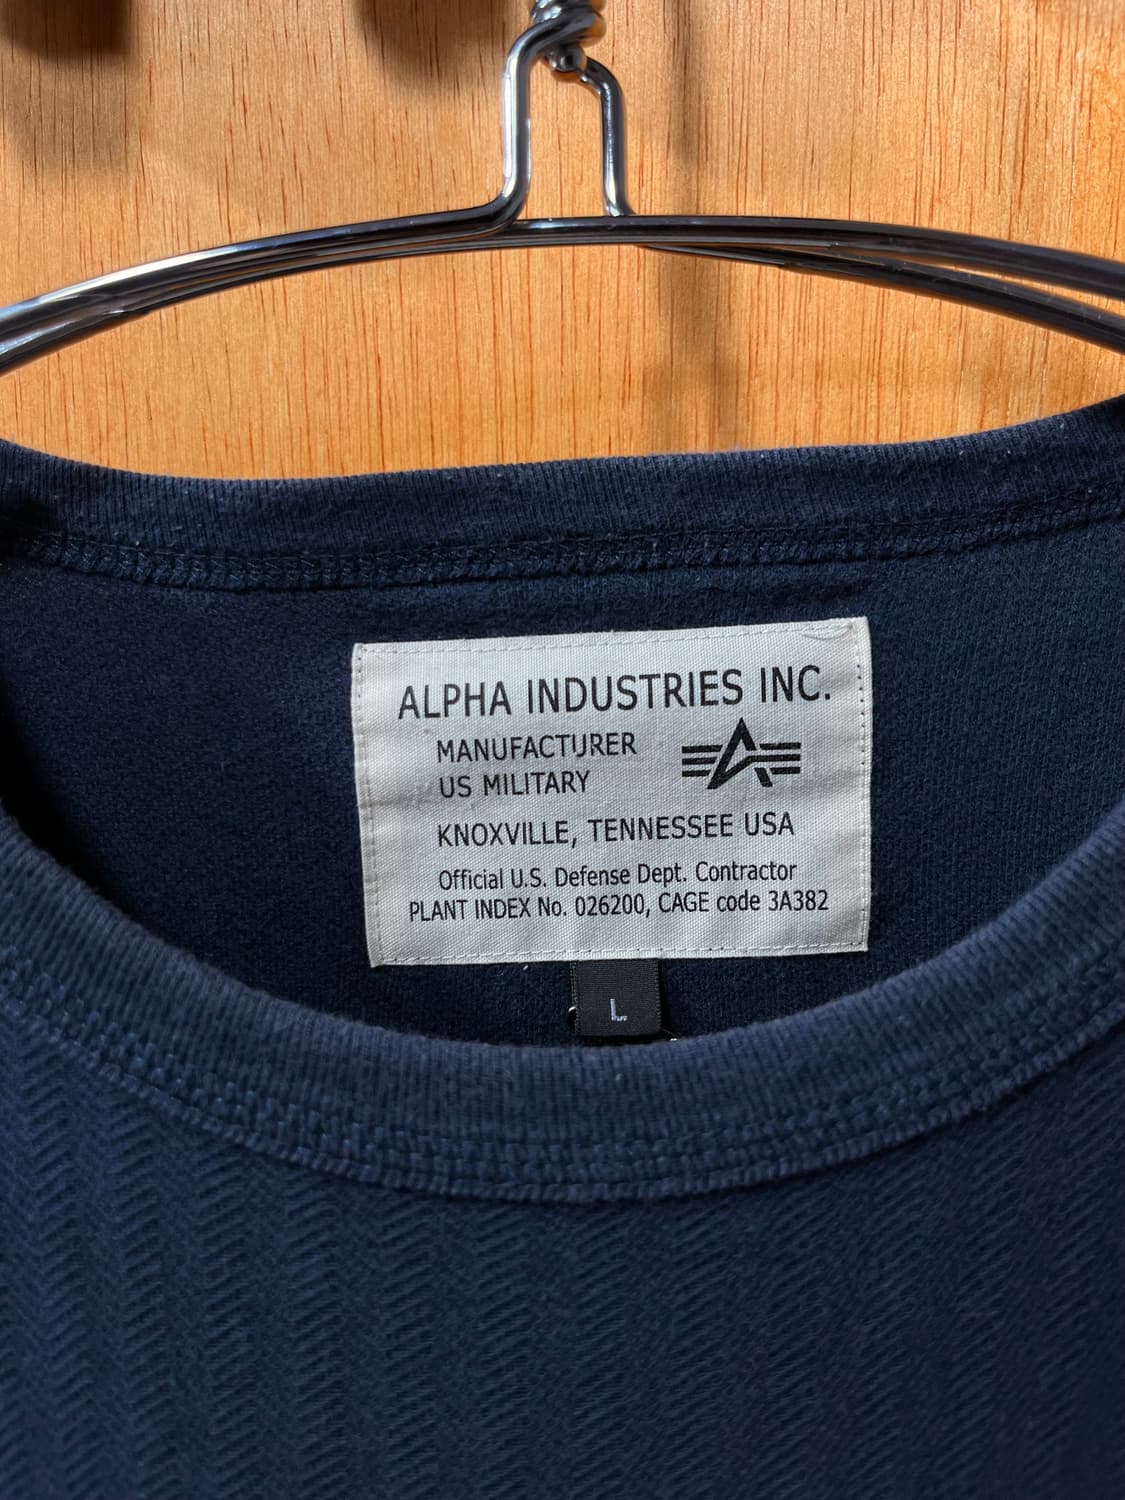 ALPHA INDUSTRIES INC.
MANUFACTURER
US MILITARY
KNOXVILLE, TENNESSEE USA
Official U.S. Defense Dept. Contractor
PLANT INDEX No. 026200, CAGE code 3A382
L